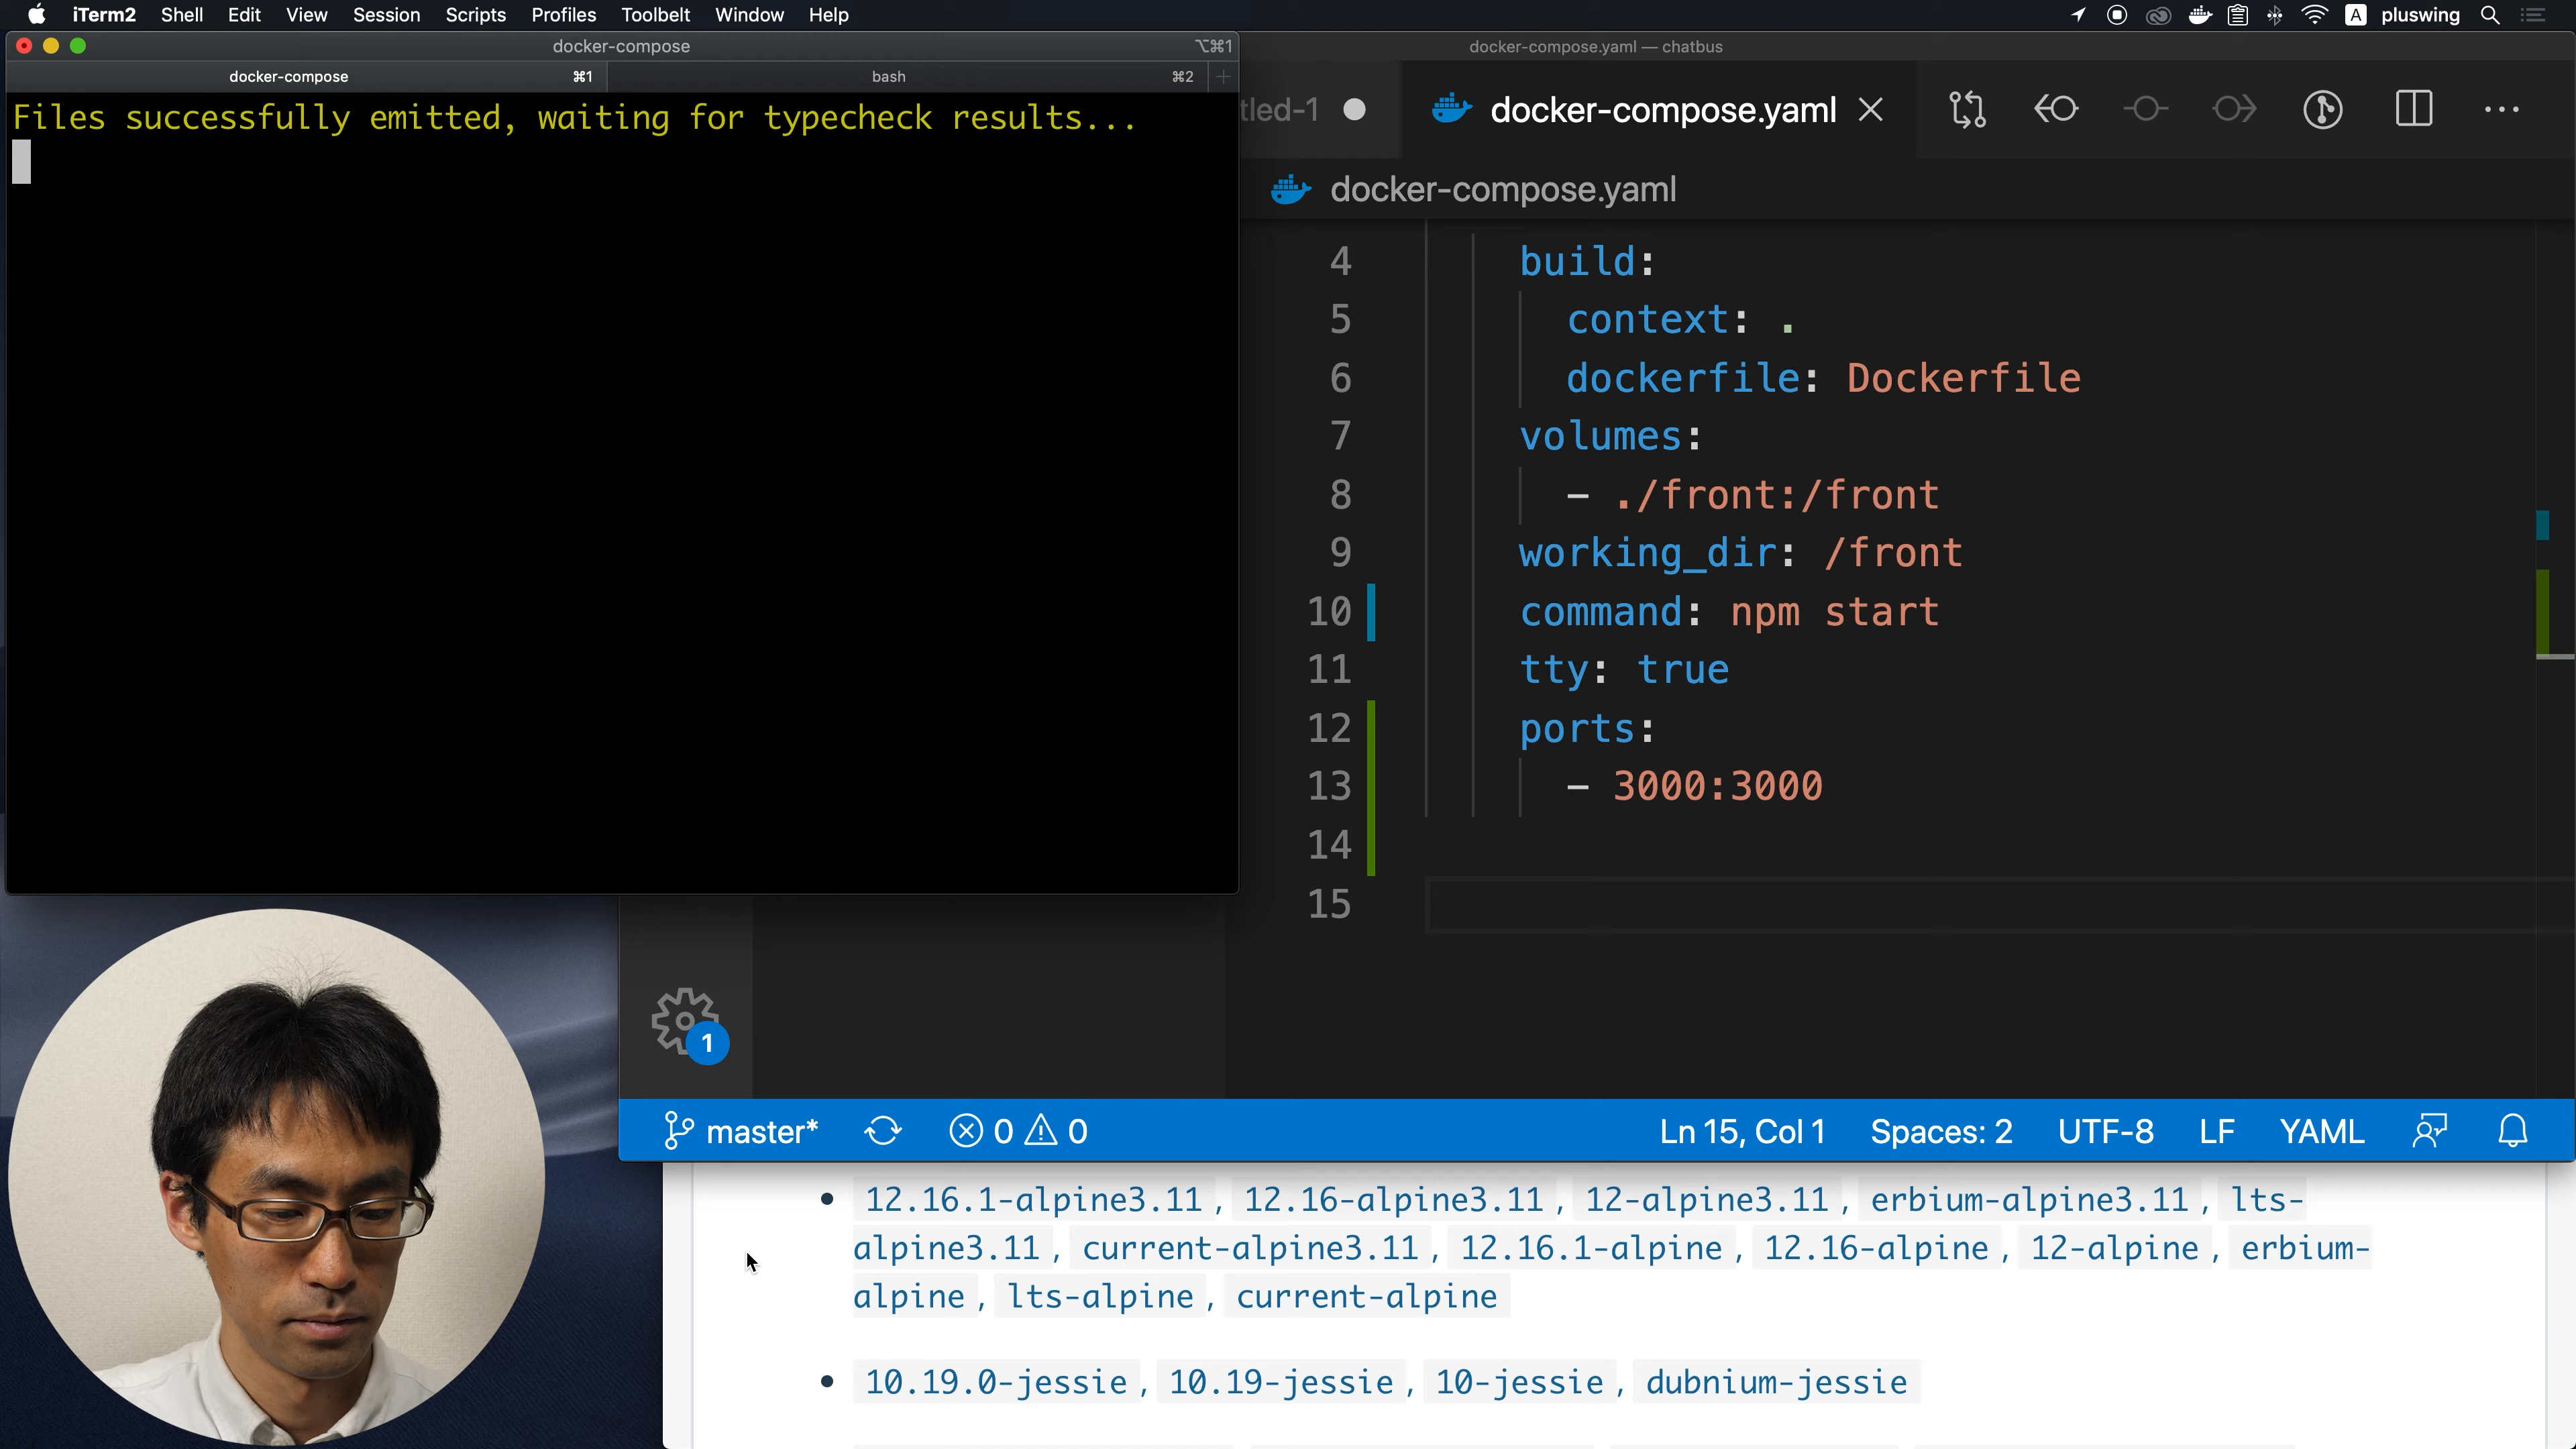 iTerm2 Shell Edit View Session Scripts Profiles Toolbelt Window Help
A pluswing
docker-compose ⌥⌘1
docker-compose ⌘1 bash ⌘2
Files successfully emitted, waiting for typecheck results...
docker-compose.yaml — chatbus
tled-1 docker-compose.yaml
docker-compose.yaml
4 build:
5 context: .
6 dockerfile: Dockerfile
7 volumes:
8 - ./front:/front
9 working_dir: /front
10 command: npm start
11 tty: true
12 ports:
13 - 3000:3000
14
15
1
master* 0 0 Ln 15, Col 1 Spaces: 2 UTF-8 LF YAML
12.16.1-alpine3.11 , 12.16-alpine3.11 , 12-alpine3.11 , erbium-alpine3.11 , lts-
alpine3.11 , current-alpine3.11 , 12.16.1-alpine , 12.16-alpine , 12-alpine , erbium-
alpine , lts-alpine , current-alpine
10.19.0-jessie , 10.19-jessie , 10-jessie , dubnium-jessie